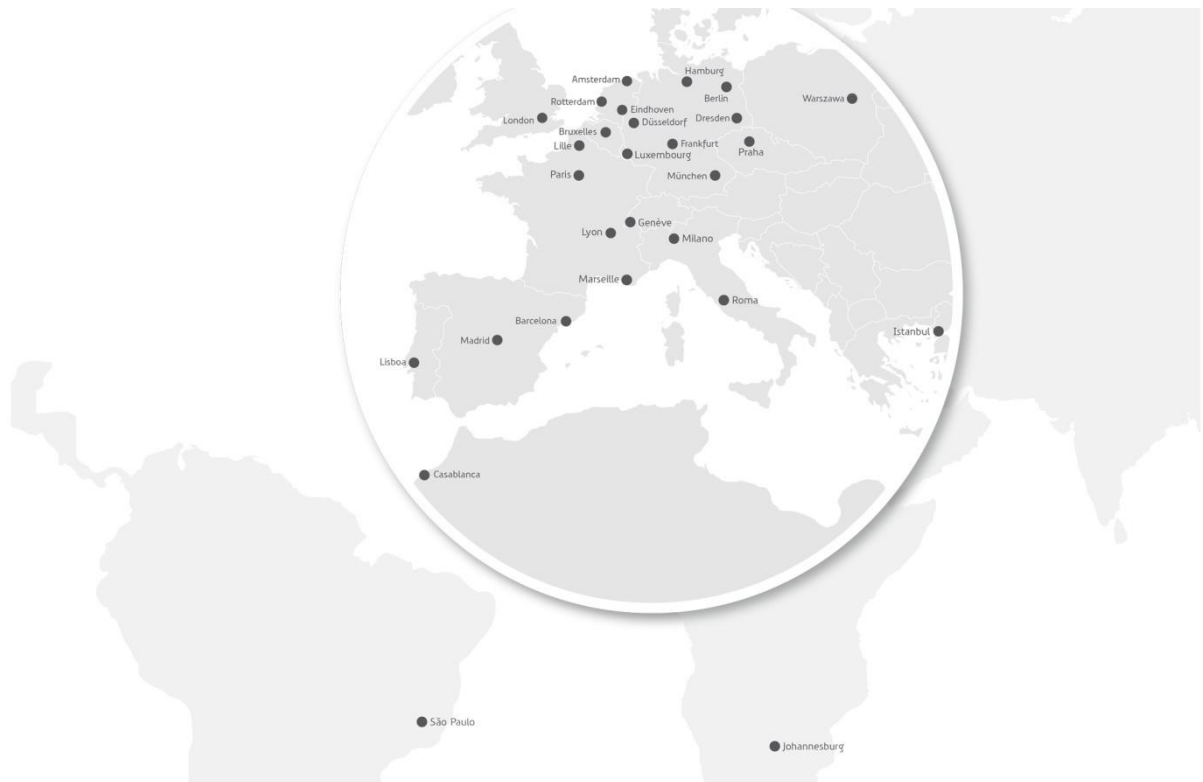 Hamburg
Amsterdam
Berlin
Warszawa
Rotterdam
Eindhoven
London
Düsseldorf
Dresden
Bruxelles
Lille
Frankfurt
Praha
Luxembourg
Paris
München
Genève
Lyon
Milano
Marseille
Roma
Barcelona
Istanbul
Madrid
Lisboa
Casablanca
São Paulo
Johannesburg